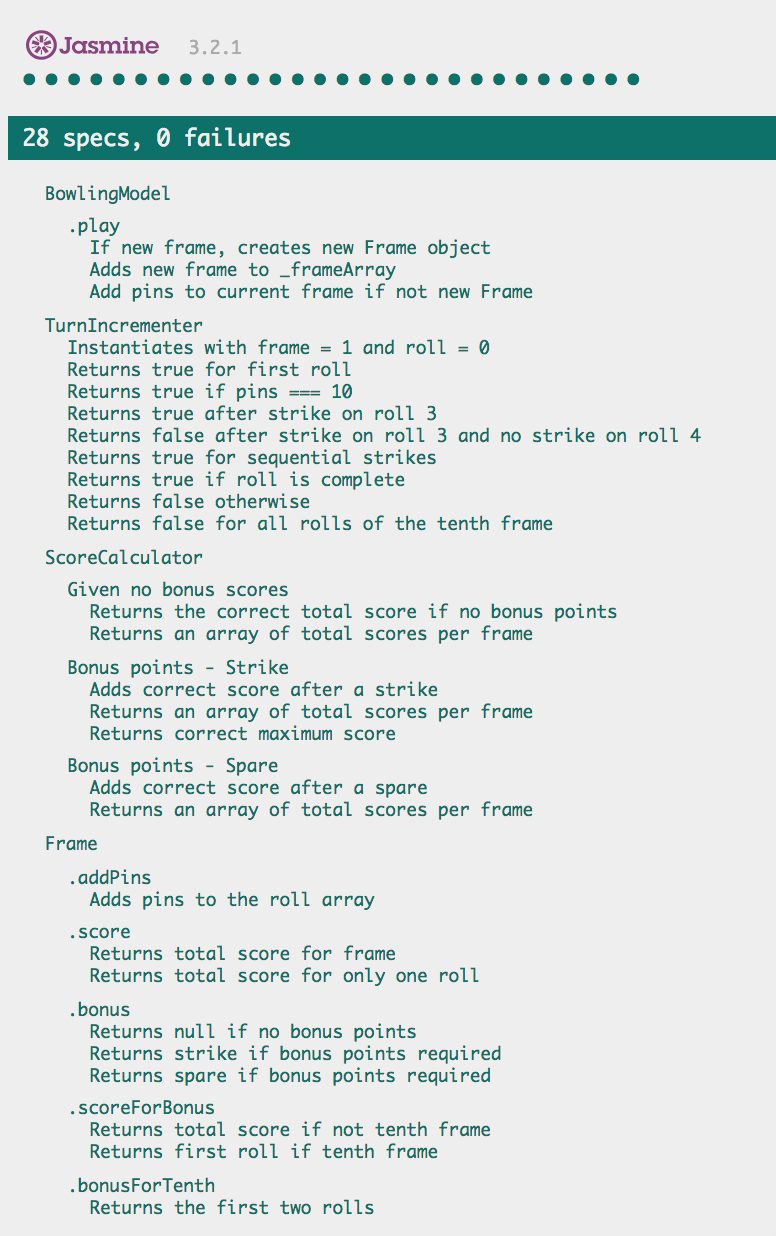 Jasmine 3.2.1
28 specs, 0 failures
BowlingModel
.play
If new frame, creates new Frame object
Adds new frame to _frameArray
Add pins to current frame if not new Frame
TurnIncrementer
Instantiates with frame = 1 and roll = 0
Returns true for first roll
Returns true if pins === 10
Returns true after strike on roll 3
Returns false after strike on roll 3 and no strike on roll 4
Returns true for sequential strikes
Returns true if roll is complete
Returns false otherwise
Returns false for all rolls of the tenth frame
ScoreCalculator
Given no bonus scores
Returns the correct total score if no bonus points
Returns an array of total scores per frame
Bonus points - Strike
Adds correct score after a strike
Returns an array of total scores per frame
Returns correct maximum score
Bonus points - Spare
Adds correct score after a spare
Returns an array of total scores per frame
Frame
.addPins
Adds pins to the roll array
.score
Returns total score for frame
Returns total score for only one roll
.bonus
Returns null if no bonus points
Returns strike if bonus points required
Returns spare if bonus points required
.scoreForBonus
Returns total score if not tenth frame
Returns first roll if tenth frame
.bonusForTenth
Returns the first two rolls